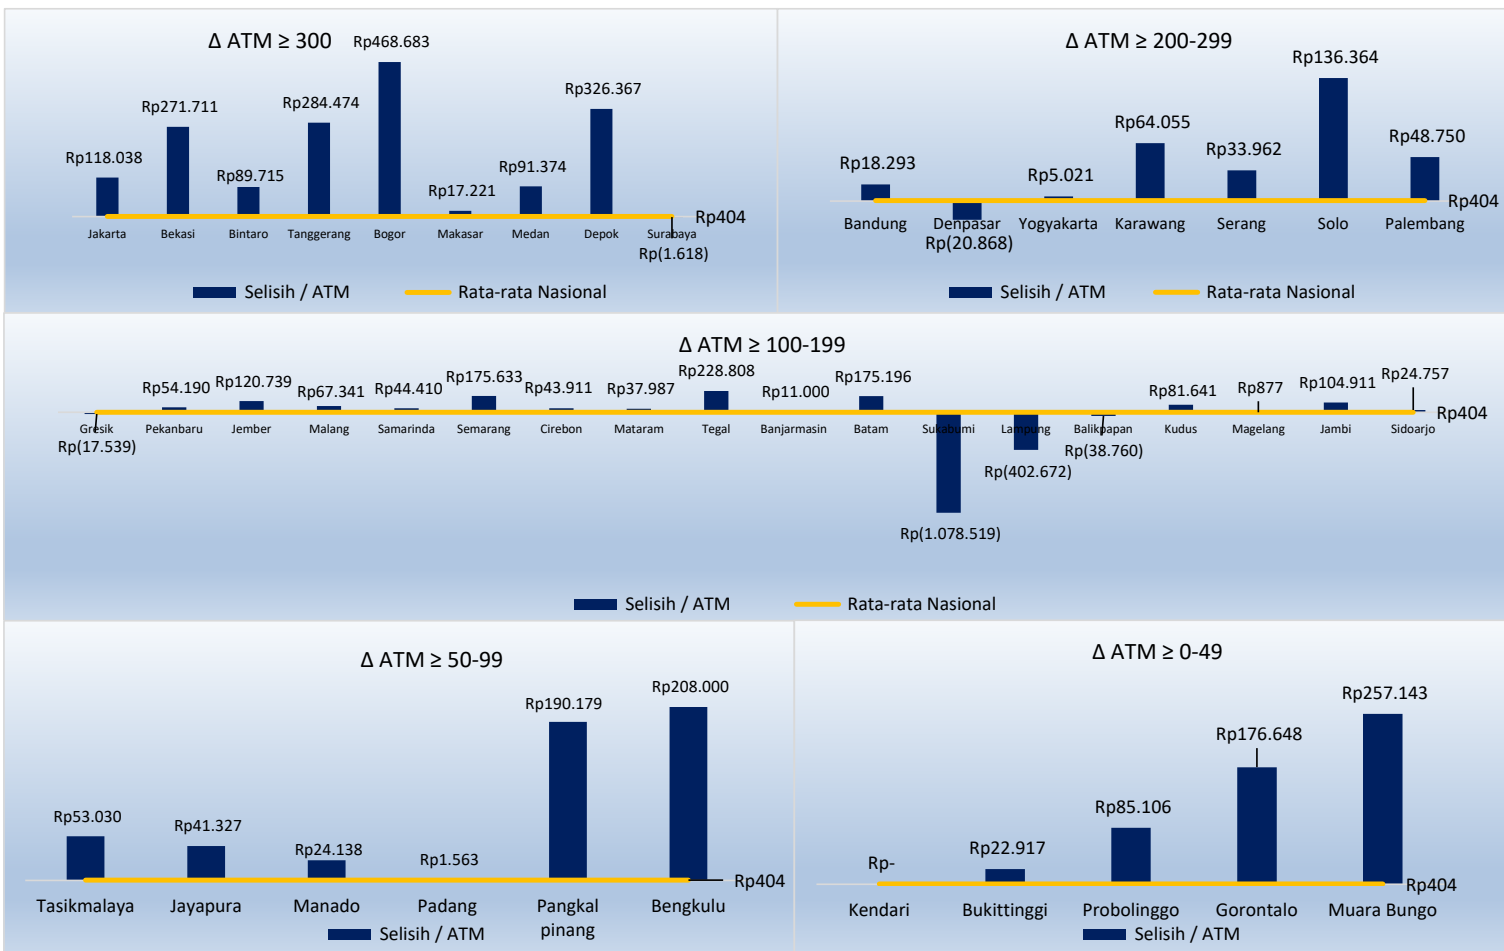 Δ ATM ≥ 300
Rp118.038
Rp271.711
Rp89.715
Rp284.474
Rp468.683
Rp17.221
Rp91.374
Rp326.367
Rp(1.618)
Rp404
Jakarta Bekasi Bintaro Tanggerang Bogor Makasar Medan Depok Surabaya
Selisih / ATM Rata-rata Nasional
Δ ATM ≥ 200-299
Rp18.293
Rp(20.868)
Rp5.021
Rp64.055
Rp33.962
Rp136.364
Rp48.750
Rp404
Bandung Denpasar Yogyakarta Karawang Serang Solo Palembang
Selisih / ATM Rata-rata Nasional
Δ ATM ≥ 100-199
Rp(17.539)
Rp54.190
Rp120.739
Rp67.341
Rp44.410
Rp175.633
Rp43.911
Rp37.987
Rp228.808
Rp11.000
Rp175.196
Rp(1.078.519)
Rp(402.672)
Rp(38.760)
Rp81.641
Rp877
Rp104.911
Rp24.757
Rp404
Gresik Pekanbaru Jember Malang Samarinda Semarang Cirebon Mataram Tegal Banjarmasin Batam Sukabumi Lampung Balikpapan Kudus Magelang Jambi Sidoarjo
Selisih / ATM Rata-rata Nasional
Δ ATM ≥ 50-99
Rp53.030
Rp41.327
Rp24.138
Rp1.563
Rp190.179
Rp208.000
Rp404
Tasikmalaya Jayapura Manado Padang Pangkal Bengkulu
pinang
Selisih / ATM
Δ ATM ≥ 0-49
Rp-
Rp22.917
Rp85.106
Rp176.648
Rp257.143
Rp404
Kendari Bukittinggi Probolinggo Gorontalo Muara Bungo
Selisih / ATM